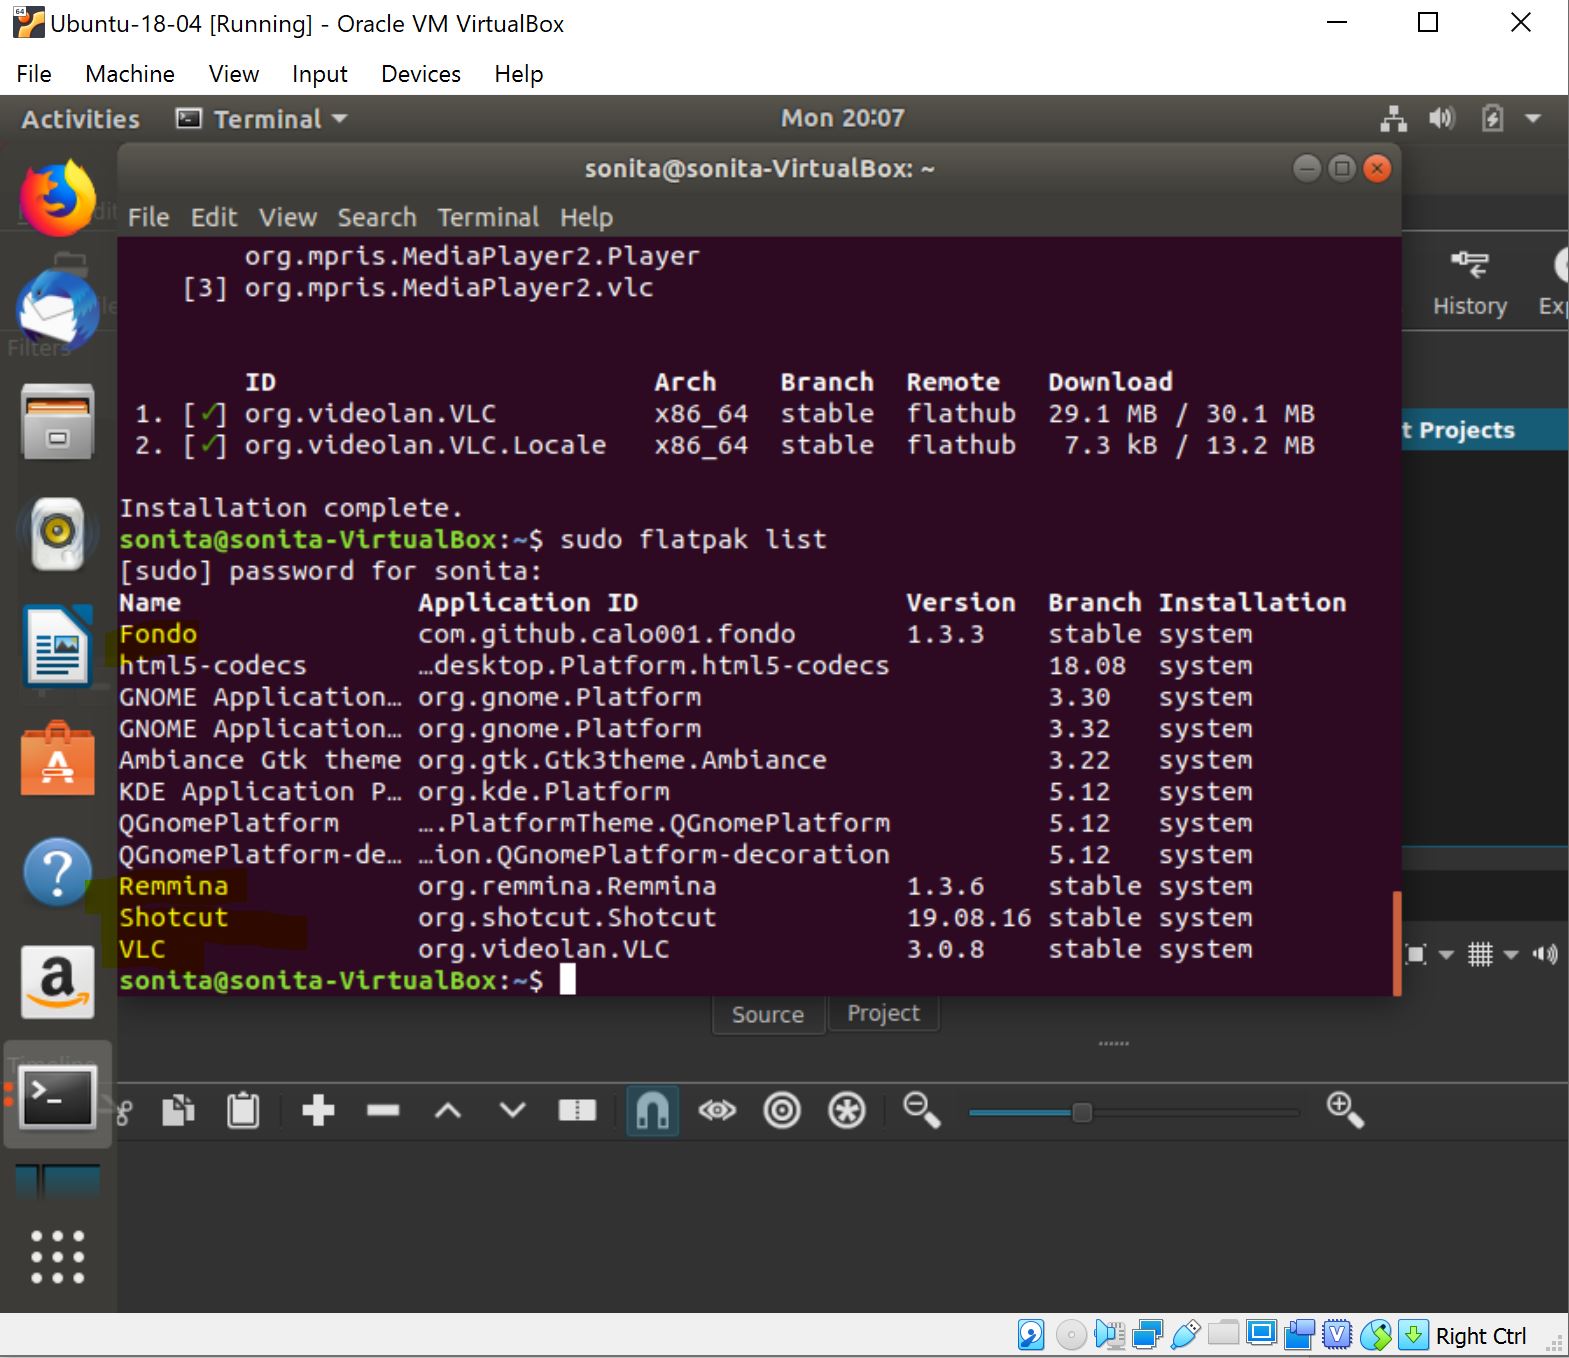 Ubuntu-18-04 [Running] - Oracle VM VirtualBox
File Machine View Input Devices Help
Activities Terminal Mon 20:07
sonita@sonita-VirtualBox: ~
File Edit View Search Terminal Help
org.mpris.MediaPlayer2.Player
[3] org.mpris.MediaPlayer2.vlc
History
Filters
ID Arch Branch Remote Download
1. [✓] org.videolan.VLC x86_64 stable flathub 29.1 MB / 30.1 MB
2. [✓] org.videolan.VLC.Locale x86_64 stable flathub 7.3 kB / 13.2 MB
t Projects
Installation complete.
sonita@sonita-VirtualBox:~$ sudo flatpak list
[sudo] password for sonita:
Name Application ID Version Branch Installation
Fondo com.github.calo001.fondo 1.3.3 stable system
html5-codecs …desktop.Platform.html5-codecs 18.08 system
GNOME Application… org.gnome.Platform 3.30 system
GNOME Application… org.gnome.Platform 3.32 system
Ambiance Gtk theme org.gtk.Gtk3theme.Ambiance 3.22 system
KDE Application P… org.kde.Platform 5.12 system
QGnomePlatform ….PlatformTheme.QGnomePlatform 5.12 system
QGnomePlatform-de… …ion.QGnomePlatform-decoration 5.12 system
Remmina org.remmina.Remmina 1.3.6 stable system
Shotcut org.shotcut.Shotcut 19.08.16 stable system
VLC org.videolan.VLC 3.0.8 stable system
sonita@sonita-VirtualBox:~$
Source Project
Timeline
Right Ctrl